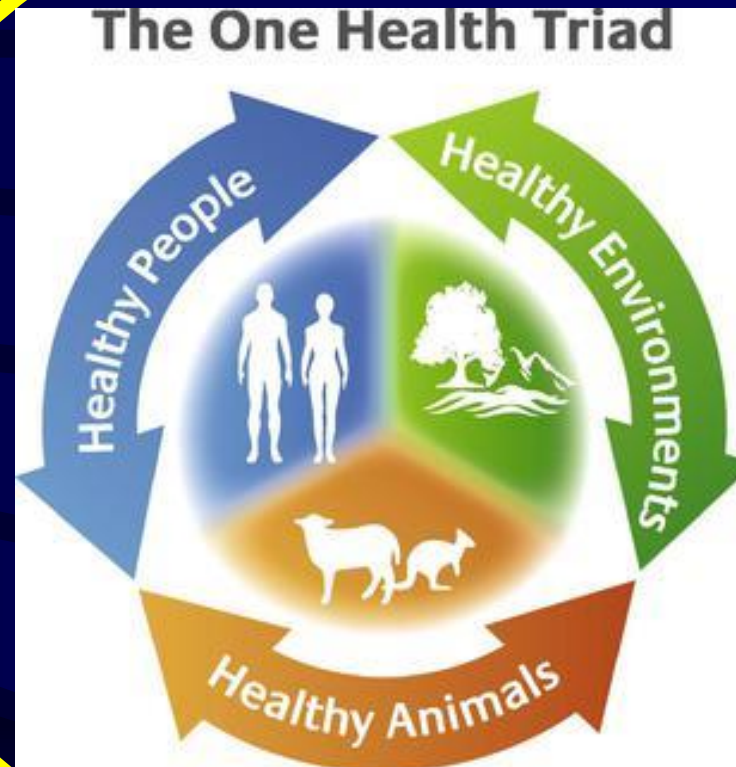 The One Health Triad
Healthy People
Healthy Environments
Healthy Animals